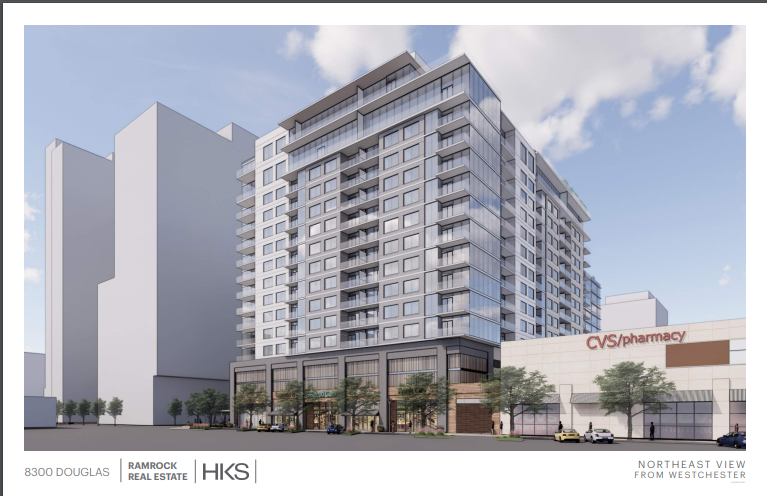 CVS/pharmacy
8300 DOUGLAS
RAMROCK
REAL ESTATE
HKS
NORTHEAST VIEW
FROM WESTCHESTER